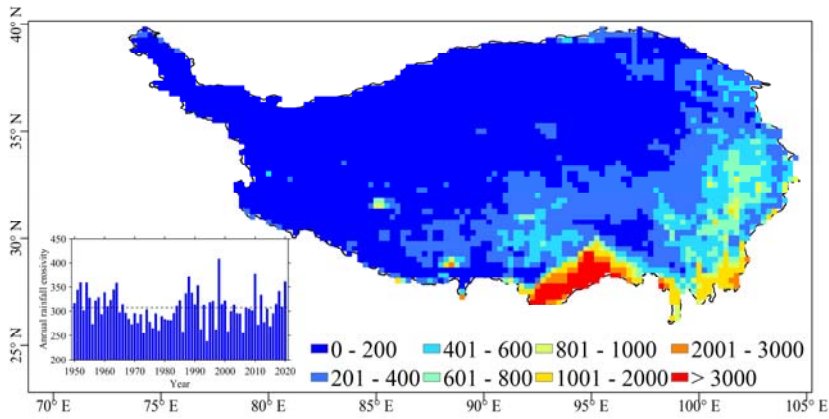 40° N
35° N
30° N
25° N
450
400
350
300
250
200
Annual rainfall erosivity
1950 1960 1970 1980 1990 2000 2010 2020
Year
0 - 200 401 - 600 801 - 1000 2001 - 3000
201 - 400 601 - 800 1001 - 2000 > 3000
70° E 75° E 80° E 85° E 90° E 95° E 100° E 105° E